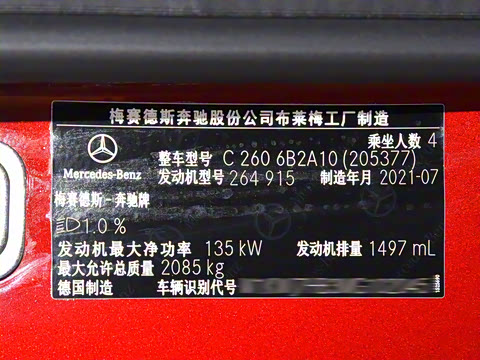 梅赛德斯奔驰股份公司布莱梅工厂制造
乘坐人数 4
整车型号 C 260 6B2A10 (205377)
Mercedes-Benz 发动机型号 264 915 制造年月 2021-07
梅赛德斯-奔驰牌
1.0 %
发动机最大净功率 135 kW 发动机排量 1497 mL
最大允许总质量 2085 kg
德国制造 车辆识别代号